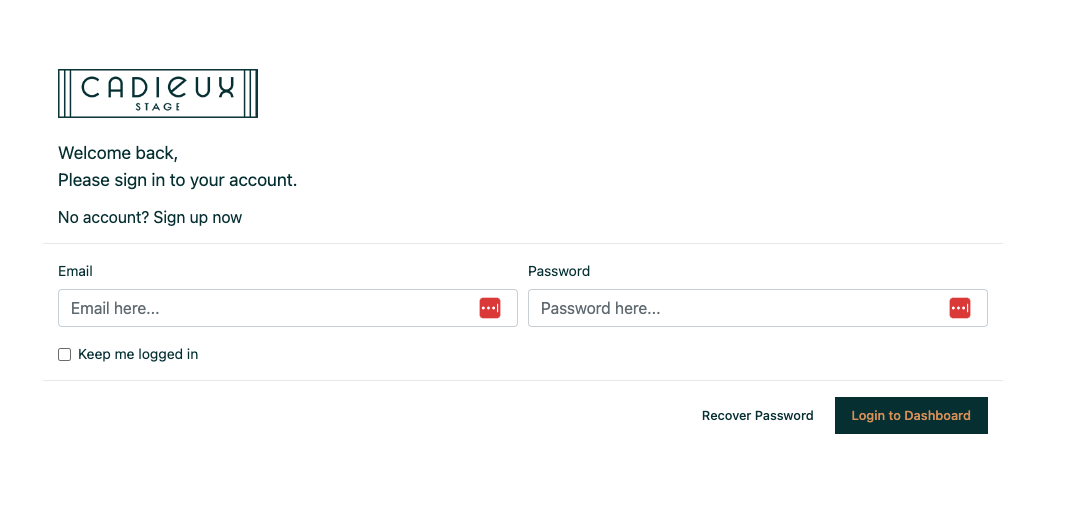 CADIEUX
STAGE
Welcome back,
Please sign in to your account.
No account? Sign up now
Email
Password
Email here...
Password here...
Keep me logged in
Recover Password
Login to Dashboard